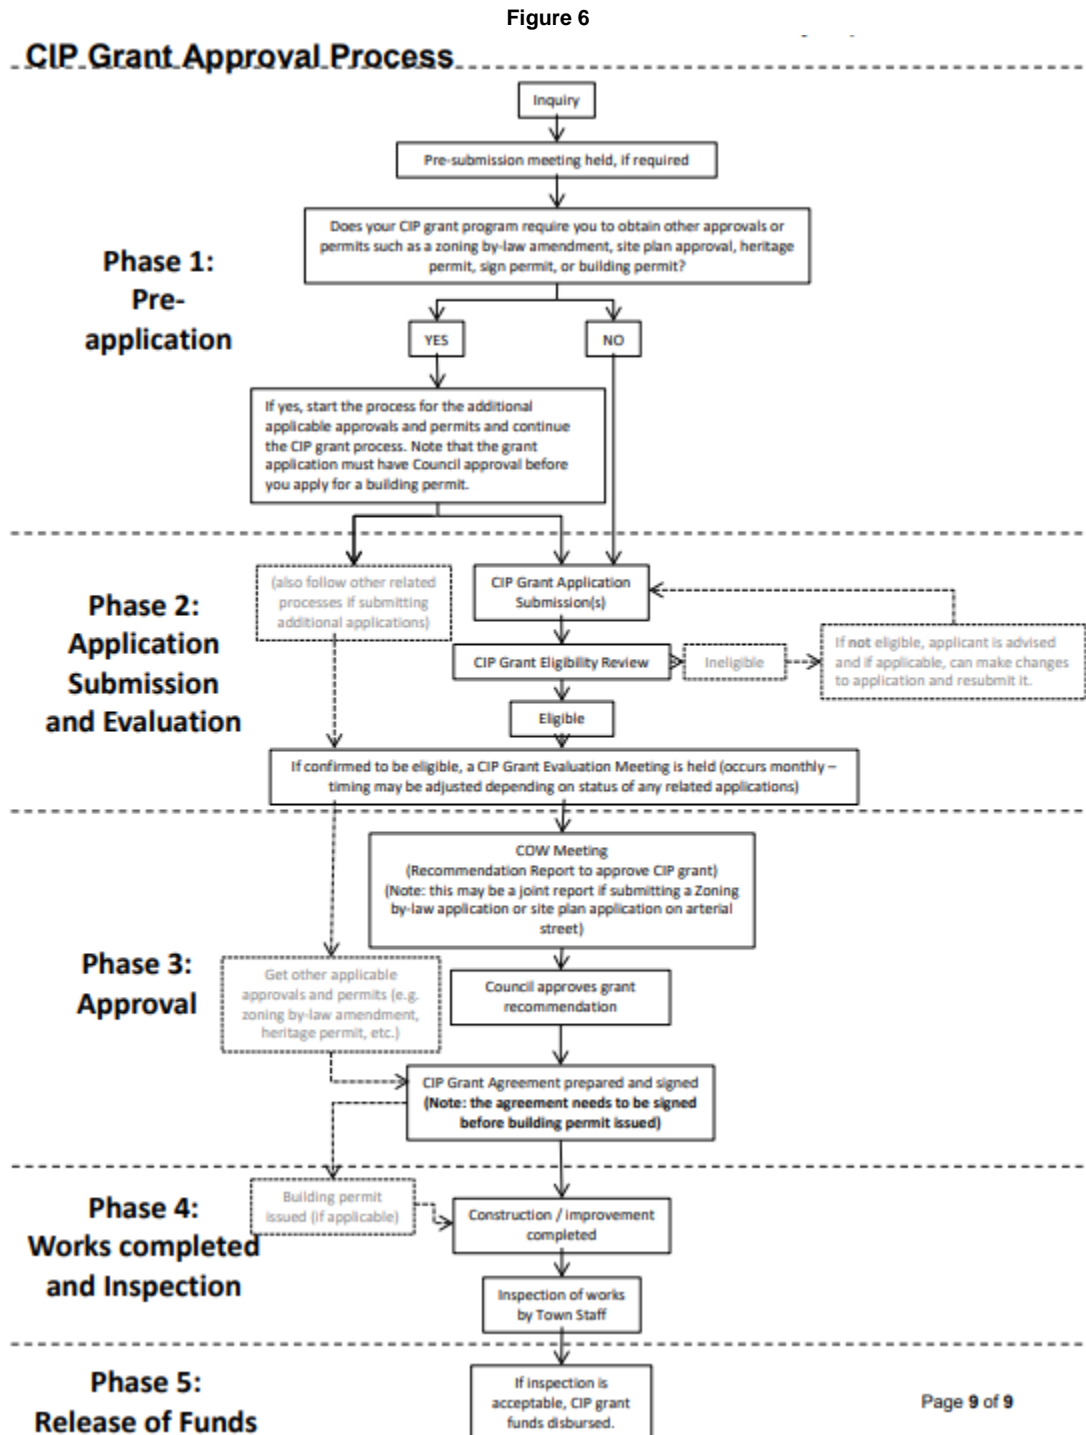 Figure 6
CIP Grant Approval Process
Inquiry
Pre-submission meeting held, if required
Does your CIP grant program require you to obtain other approvals or
permits such as a zoning by-law amendment, site plan approval, heritage
permit, sign permit, or building permit?
Phase 1:
Pre-
application
YES
NO
If yes, start the process for the additional
applicable approvals and permits and continue
the CIP grant process. Note that the grant
application must have Council approval before
you apply for a building permit.
Phase 2:
Application
Submission
and Evaluation
(also follow other related
processes if submitting
additional applications)
CIP Grant Application
Submission(s)
CIP Grant Eligibility Review
Ineligible
If not eligible, applicant is advised
and if applicable, can make changes
to application and resubmit it.
Eligible
If confirmed to be eligible, a CIP Grant Evaluation Meeting is held (occurs monthly –
timing may be adjusted depending on status of any related applications)
COW Meeting
(Recommendation Report to approve CIP grant)
(Note: this may be a joint report if submitting a Zoning
by-law application or site plan application on arterial
street)
Phase 3:
Approval
Get other applicable
approvals and permits (e.g.
zoning by-law amendment,
heritage permit, etc.)
Council approves grant
recommendation
CIP Grant Agreement prepared and signed
(Note: the agreement needs to be signed
before building permit issued)
Phase 4:
Works completed
and Inspection
Building permit
issued (if applicable)
Construction / improvement
completed
Inspection of works
by Town Staff
Phase 5:
Release of Funds
If inspection is
acceptable, CIP grant
funds disbursed.
Page 9 of 9